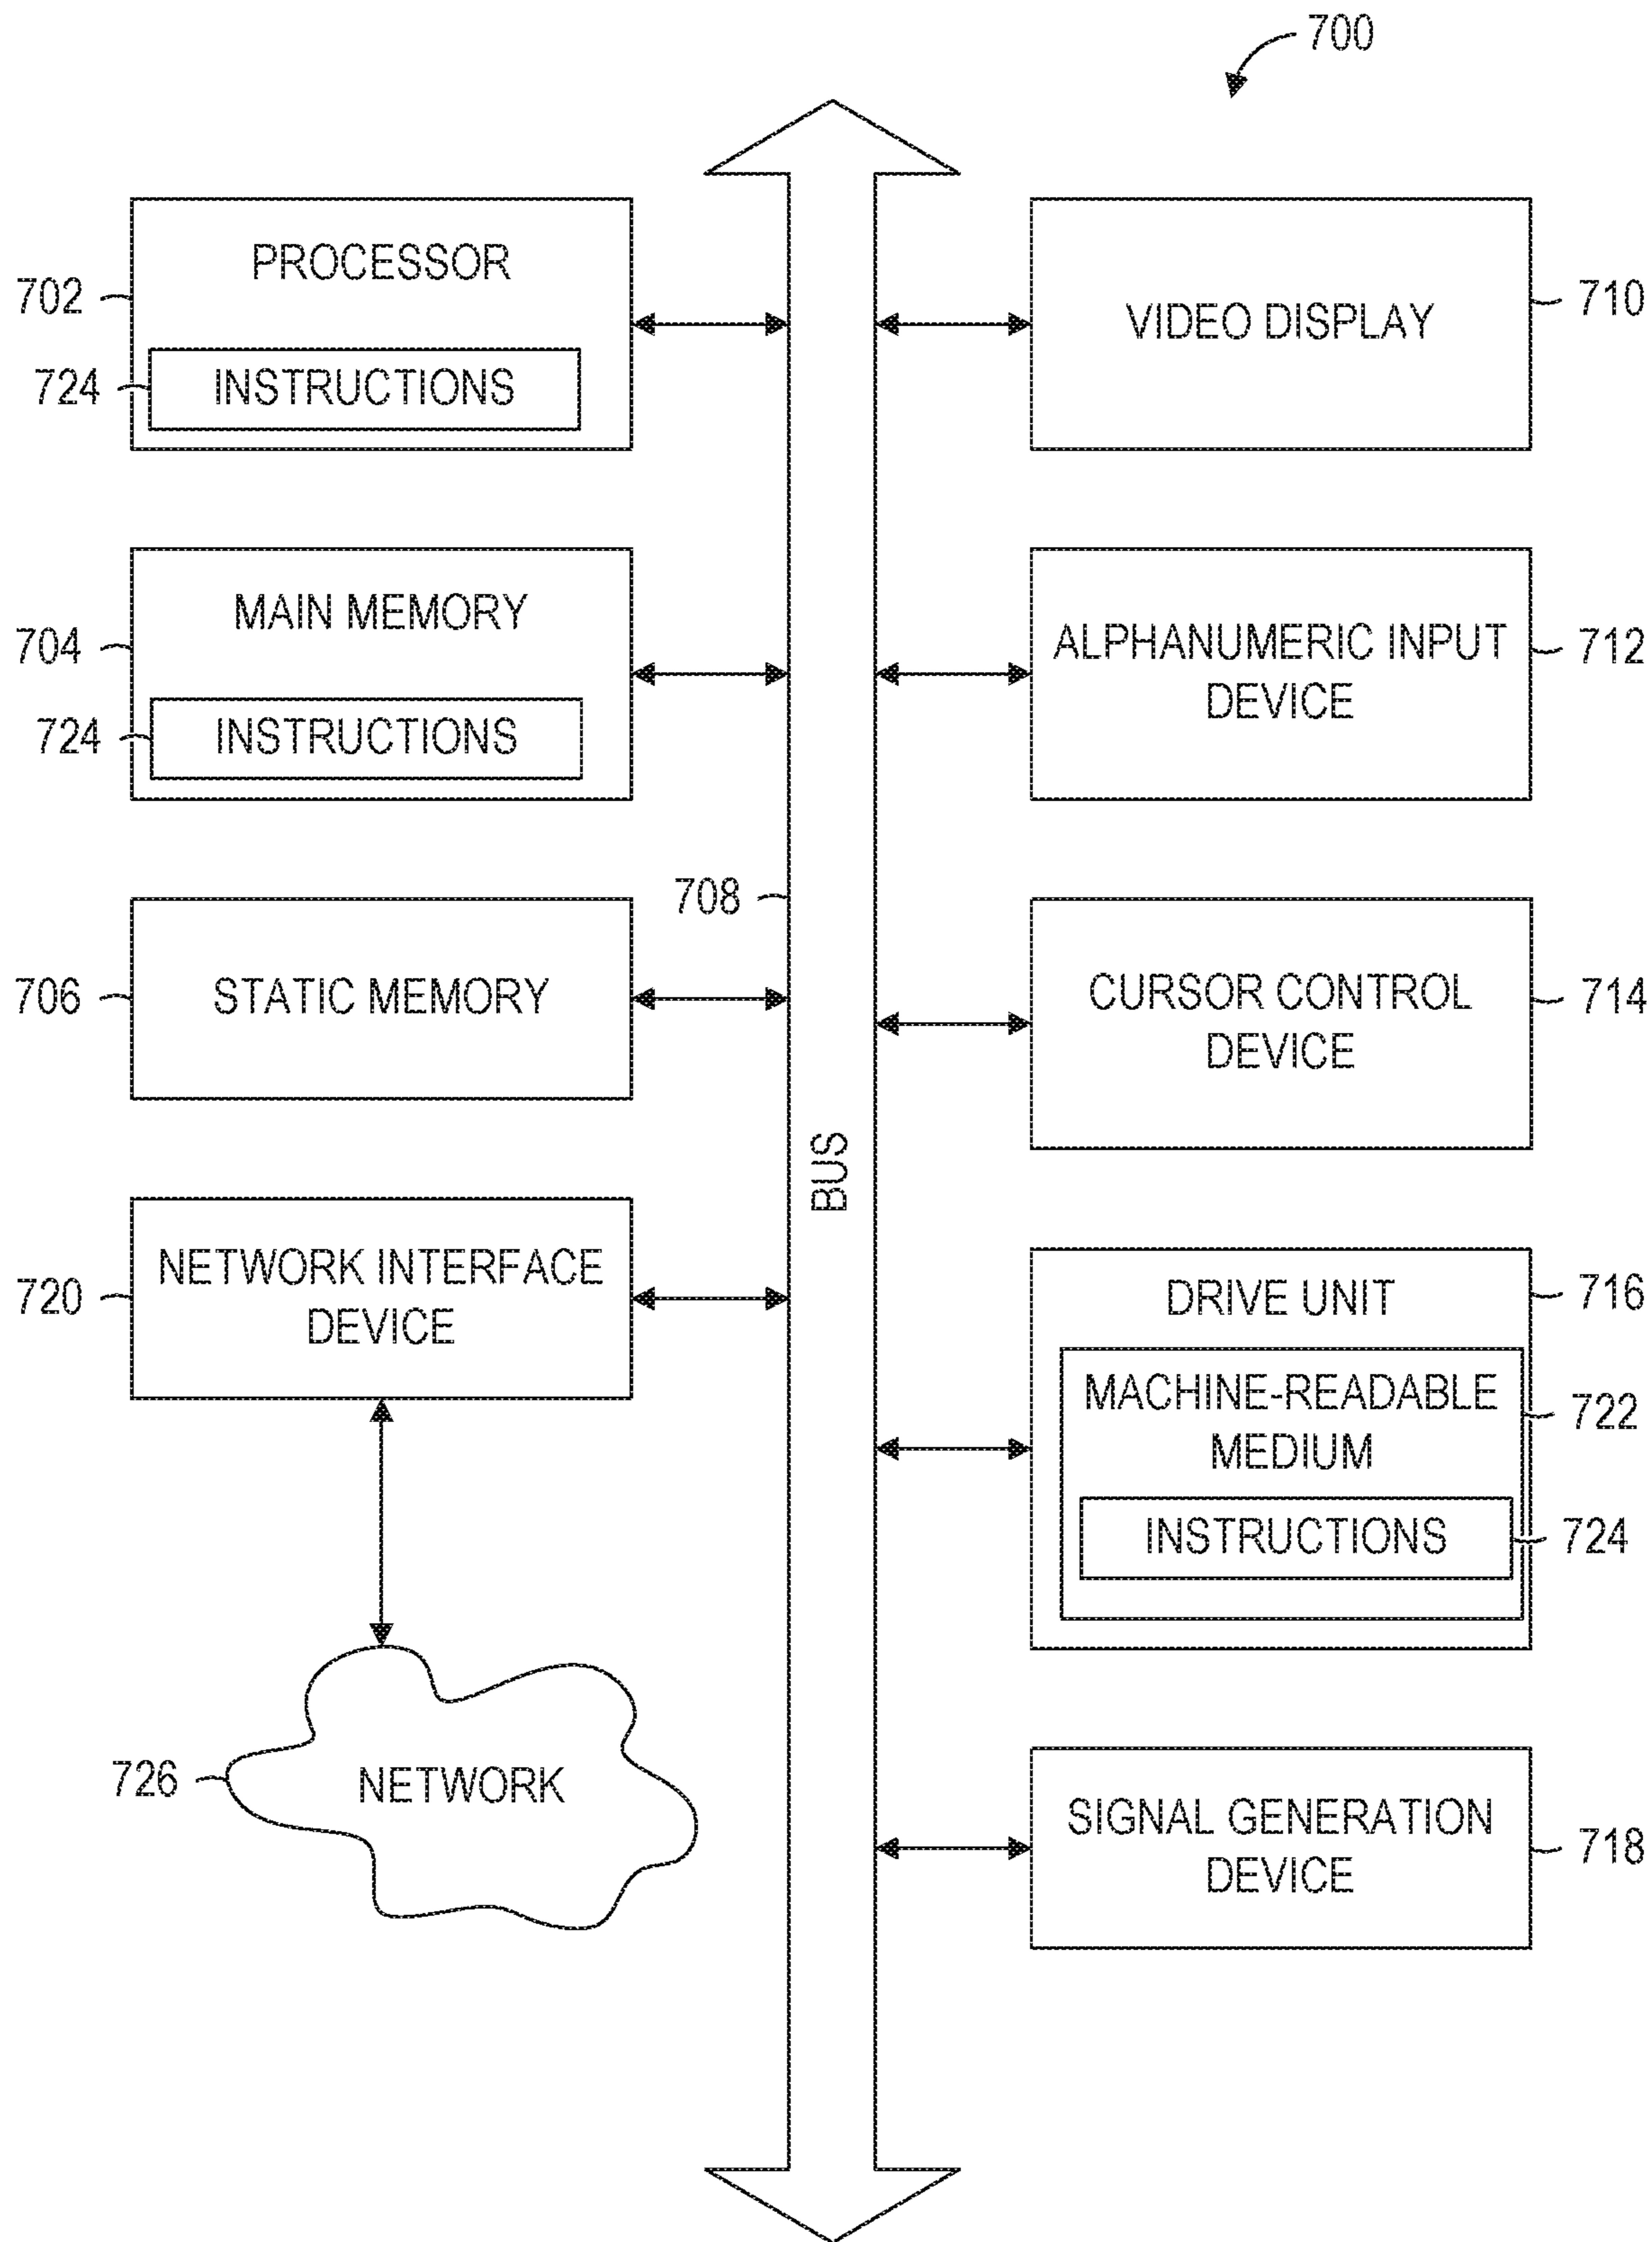 700
PROCESSOR
702
724
INSTRUCTIONS
MAIN MEMORY
704
724
INSTRUCTIONS
708
706
STATIC MEMORY
BUS
720
NETWORK INTERFACE
DEVICE
726
NETWORK
VIDEO DISPLAY
710
ALPHANUMERIC INPUT
DEVICE
712
CURSOR CONTROL
DEVICE
714
DRIVE UNIT
716
MACHINE-READABLE
MEDIUM
722
INSTRUCTIONS
724
SIGNAL GENERATION
DEVICE
718